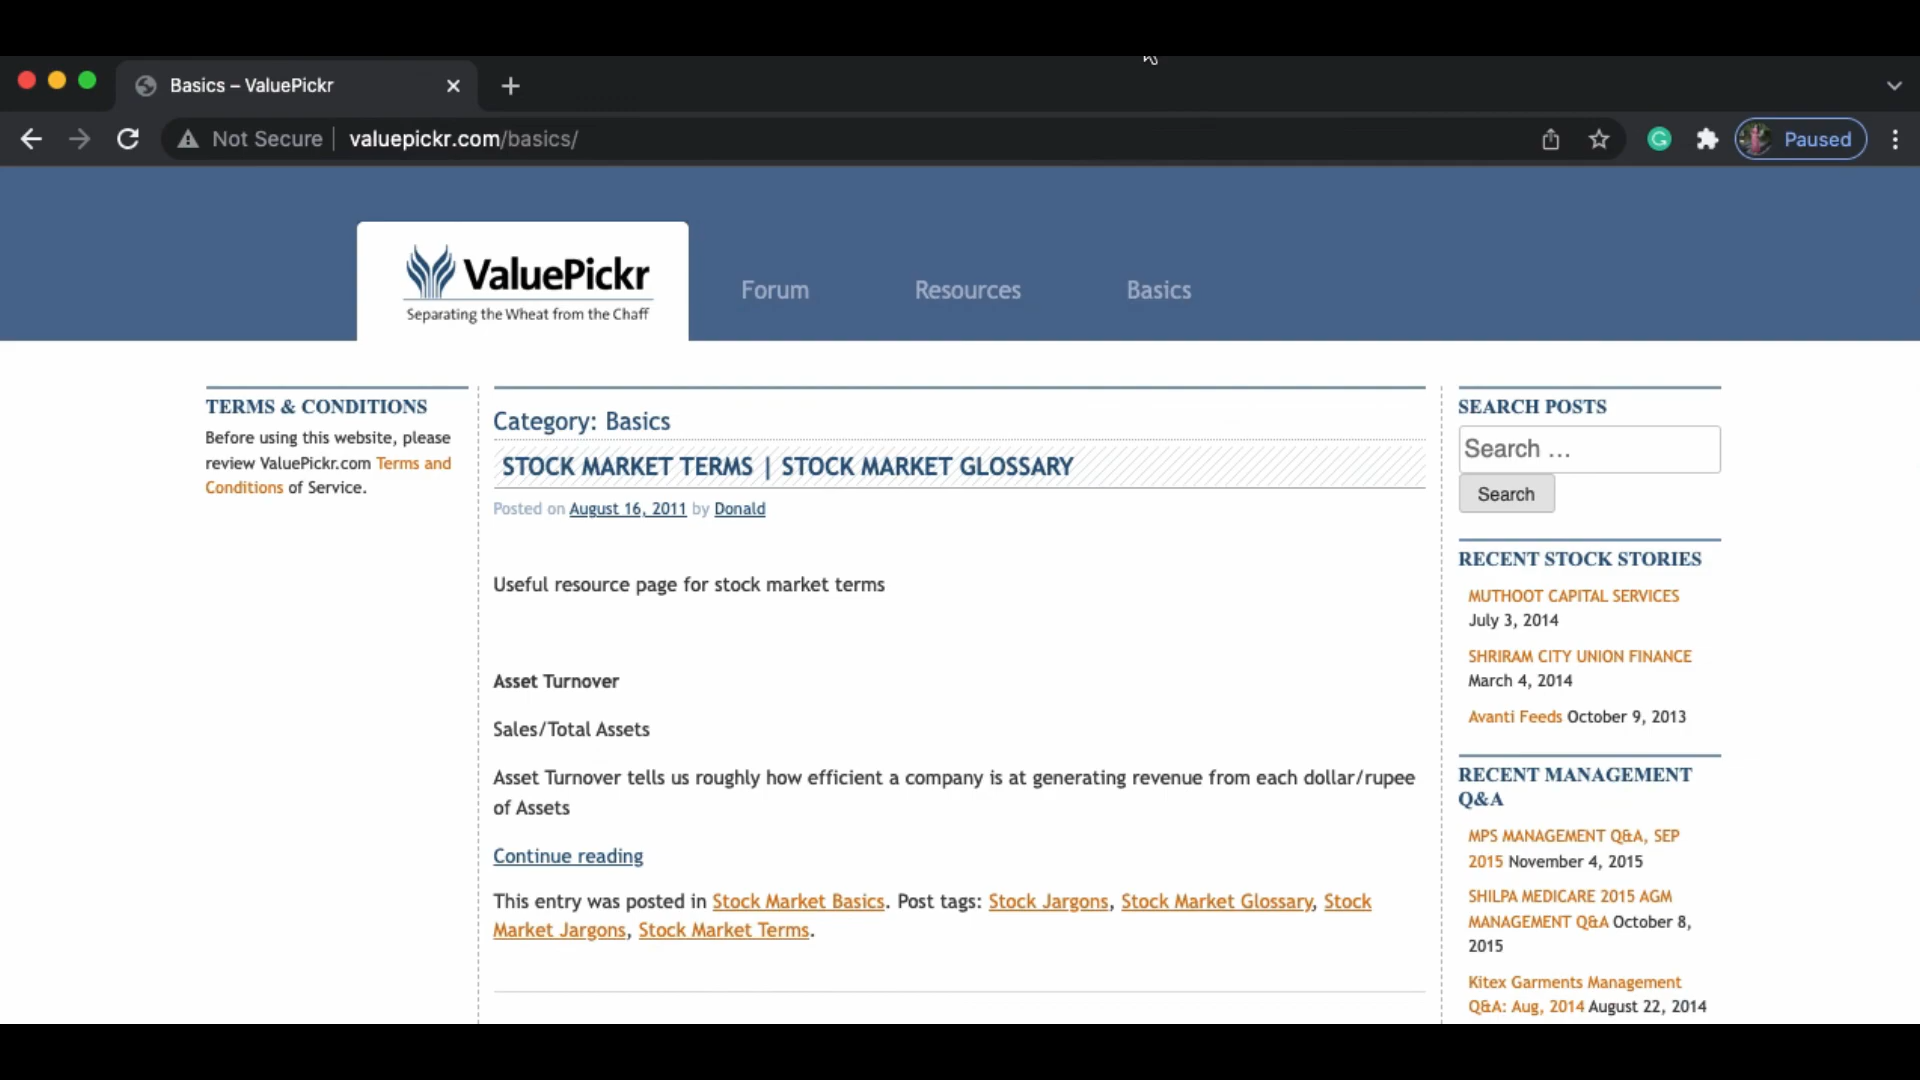 Basics – ValuePickr
Not Secure valuepickr.com/basics/
Paused
ValuePickr
Separating the Wheat from the Chaff
Forum
Resources
Basics
TERMS & CONDITIONS
Before using this website, please
review ValuePickr.com Terms and
Conditions of Service.
Category: Basics
STOCK MARKET TERMS | STOCK MARKET GLOSSARY
Posted on August 16, 2011 by Donald
Useful resource page for stock market terms
Asset Turnover
Sales/Total Assets
Asset Turnover tells us roughly how efficient a company is at generating revenue from each dollar/rupee
of Assets
Continue reading
This entry was posted in Stock Market Basics. Post tags: Stock Jargons, Stock Market Glossary, Stock
Market Jargons, Stock Market Terms.
SEARCH POSTS
Search …
Search
RECENT STOCK STORIES
MUTHOOT CAPITAL SERVICES
July 3, 2014
SHRIRAM CITY UNION FINANCE
March 4, 2014
Avanti Feeds October 9, 2013
RECENT MANAGEMENT
Q&A
MPS MANAGEMENT Q&A, SEP
2015 November 4, 2015
SHILPA MEDICARE 2015 AGM
MANAGEMENT Q&A October 8,
2015
Kitex Garments Management
Q&A: Aug, 2014 August 22, 2014